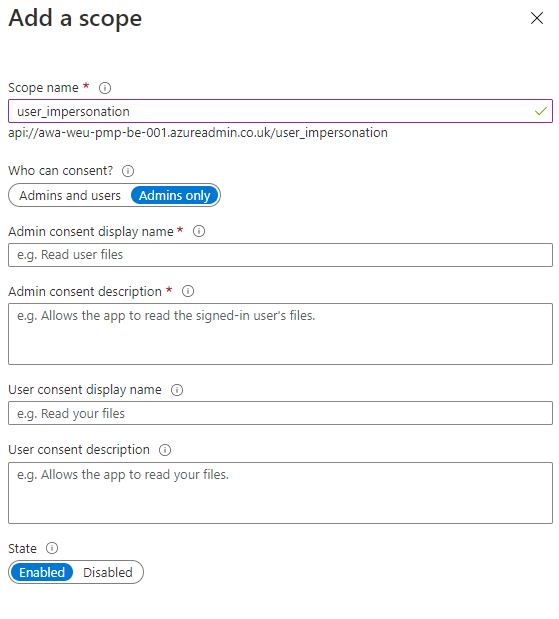 Add a scope
Scope name *
user_impersonation
api://awa-weu-pmp-be-001.azureadmin.co.uk/user_impersonation
Who can consent?
Admins and users Admins only
Admin consent display name *
e.g. Read user files
Admin consent description *
e.g. Allows the app to read the signed-in user's files.
User consent display name
e.g. Read your files
User consent description
e.g. Allows the app to read your files.
State
Enabled Disabled